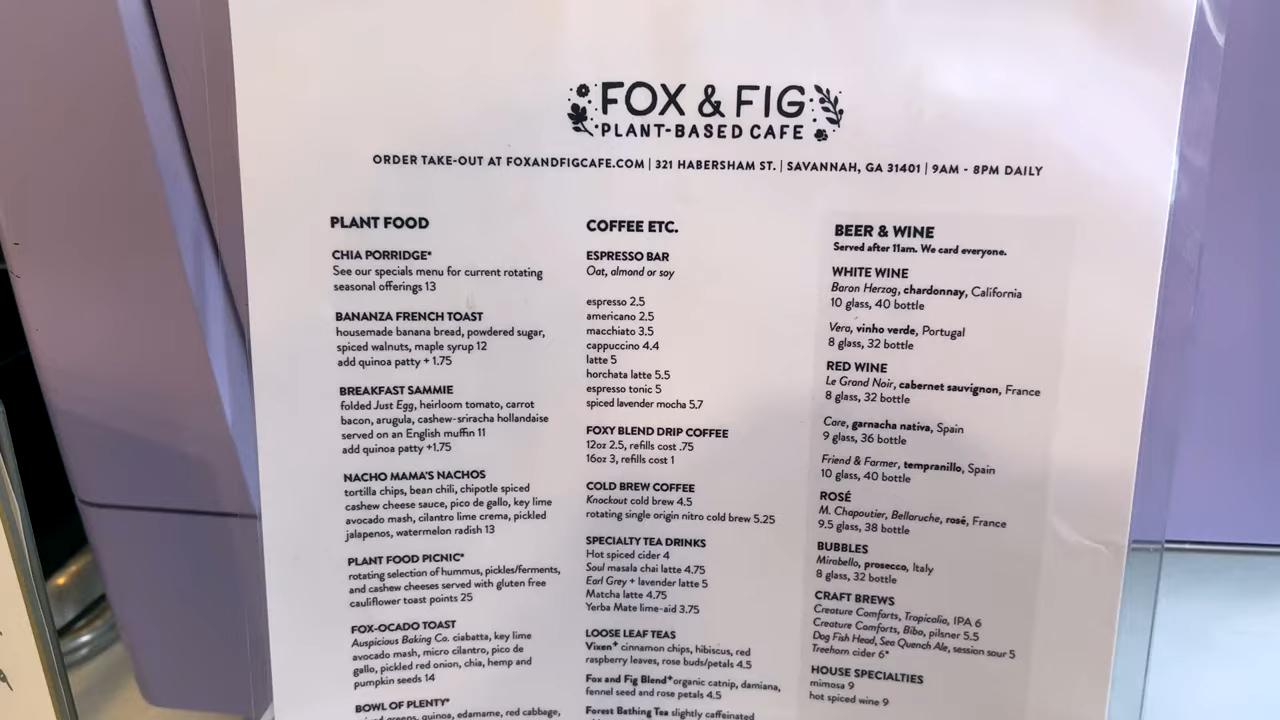 FOX & FIG
PLANT-BASED CAFE
ORDER TAKE-OUT AT FOXANDFIGCAFE.COM | 321 HABERSHAM ST. | SAVANNAH, GA 31401 | 9AM - 8PM DAILY
PLANT FOOD
CHIA PORRIDGE*
See our specials menu for current rotating
seasonal offerings 13
BANANZA FRENCH TOAST
housemade banana bread, powdered sugar,
spiced walnuts, maple syrup 12
add quinoa patty + 1.75
BREAKFAST SAMMIE
folded Just Egg, heirloom tomato, carrot
bacon, arugula, cashew-sriracha hollandaise
served on an English muffin 11
add quinoa patty +1.75
NACHO MAMA'S NACHOS
tortilla chips, bean chili, chipotle spiced
cashew cheese sauce, pico de gallo, key lime
avocado mash, cilantro lime crema, pickled
jalapenos, watermelon radish 13
PLANT FOOD PICNIC*
rotating selection of hummus, pickles/ferments,
and cashew cheeses served with gluten free
cauliflower toast points 25
FOX-OCADO TOAST
Auspicious Baking Co. ciabatta, key lime
avocado mash, micro cilantro, pico de
gallo, pickled red onion, chia, hemp and
pumpkin seeds 14
BOWL OF PLENTY*
greens, quinoa, edamame, red cabbage,
COFFEE ETC.
ESPRESSO BAR
Oat, almond or soy
espresso 2.5
americano 2.5
macchiato 3.5
cappuccino 4.4
latte 5
horchata latte 5.5
espresso tonic 5
spiced lavender mocha 5.7
FOXY BLEND DRIP COFFEE
12oz 2.5, refills cost .75
16oz 3, refills cost 1
COLD BREW COFFEE
Knockout cold brew 4.5
rotating single origin nitro cold brew 5.25
SPECIALTY TEA DRINKS
Hot spiced cider 4
Soul masala chai latte 4.75
Earl Grey + lavender latte 5
Matcha latte 4.75
Yerba Mate lime-aid 3.75
LOOSE LEAF TEAS
Vixen+ cinnamon chips, hibiscus, red
raspberry leaves, rose buds/petals 4.5
Fox and Fig Blend+organic catnip, damiana,
fennel seed and rose petals 4.5
Forest Bathing Tea slightly caffeinated
BEER & WINE
Served after 11am. We card everyone.
WHITE WINE
Baron Herzog, chardonnay, California
10 glass, 40 bottle
Vera, vinho verde, Portugal
8 glass, 32 bottle
RED WINE
Le Grand Noir, cabernet sauvignon, France
8 glass, 32 bottle
Care, garnacha nativa, Spain
9 glass, 36 bottle
Friend & Farmer, tempranillo, Spain
10 glass, 40 bottle
ROSÉ
M. Chapoutier, Bellaruche, rosé, France
9.5 glass, 38 bottle
BUBBLES
Mirabello, prosecco, Italy
8 glass, 32 bottle
CRAFT BREWS
Creature Comforts, Tropicalia, IPA 6
Creature Comforts, Bibo, pilsner 5.5
Dog Fish Head, Sea Quench Ale, session sour 5
Treehorn cider 6*
HOUSE SPECIALTIES
mimosa 9
hot spiced wine 9